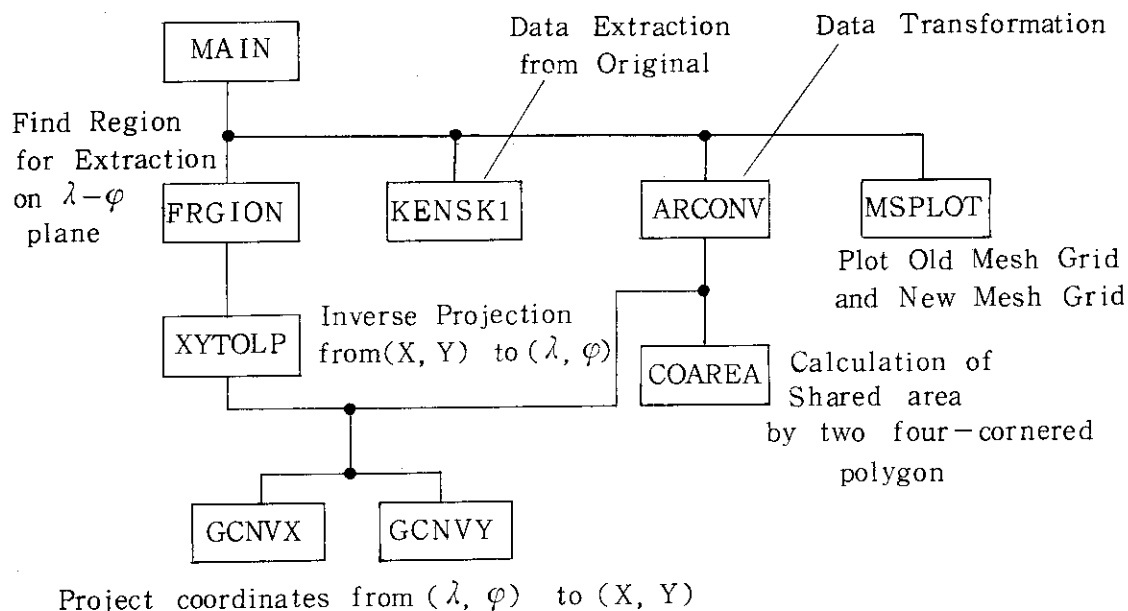 MAIN
Data Extraction
from Original
Data Transformation
Find Region
for Extraction
on λ-φ
plane
FRGION
KENSK1
ARCONV
MSPLOT
Plot Old Mesh Grid
and New Mesh Grid
XYTOLP
Inverse Projection
from(X, Y) to (λ, φ)
COAREA
Calculation of
Shared area
by two four-cornered
polygon
GCNVX
GCNVY
Project coordinates from (λ, φ) to (X, Y)